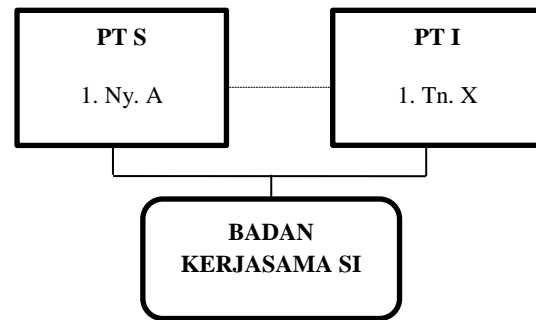 PT S
1. Ny. A
PT I
1. Tn. X
BADAN
KERJASAMA SI